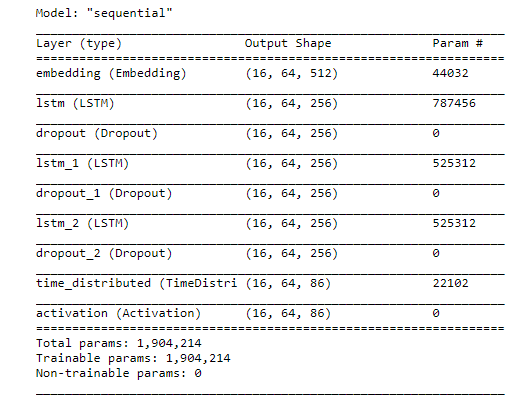 Model: "sequential"
Layer (type) Output Shape Param #
embedding (Embedding) (16, 64, 512) 44032
lstm (LSTM) (16, 64, 256) 787456
dropout (Dropout) (16, 64, 256) 0
lstm_1 (LSTM) (16, 64, 256) 525312
dropout_1 (Dropout) (16, 64, 256) 0
lstm_2 (LSTM) (16, 64, 256) 525312
dropout_2 (Dropout) (16, 64, 256) 0
time_distributed (TimeDistri (16, 64, 86) 22102
activation (Activation) (16, 64, 86) 0
Total params: 1,904,214
Trainable params: 1,904,214
Non-trainable params: 0